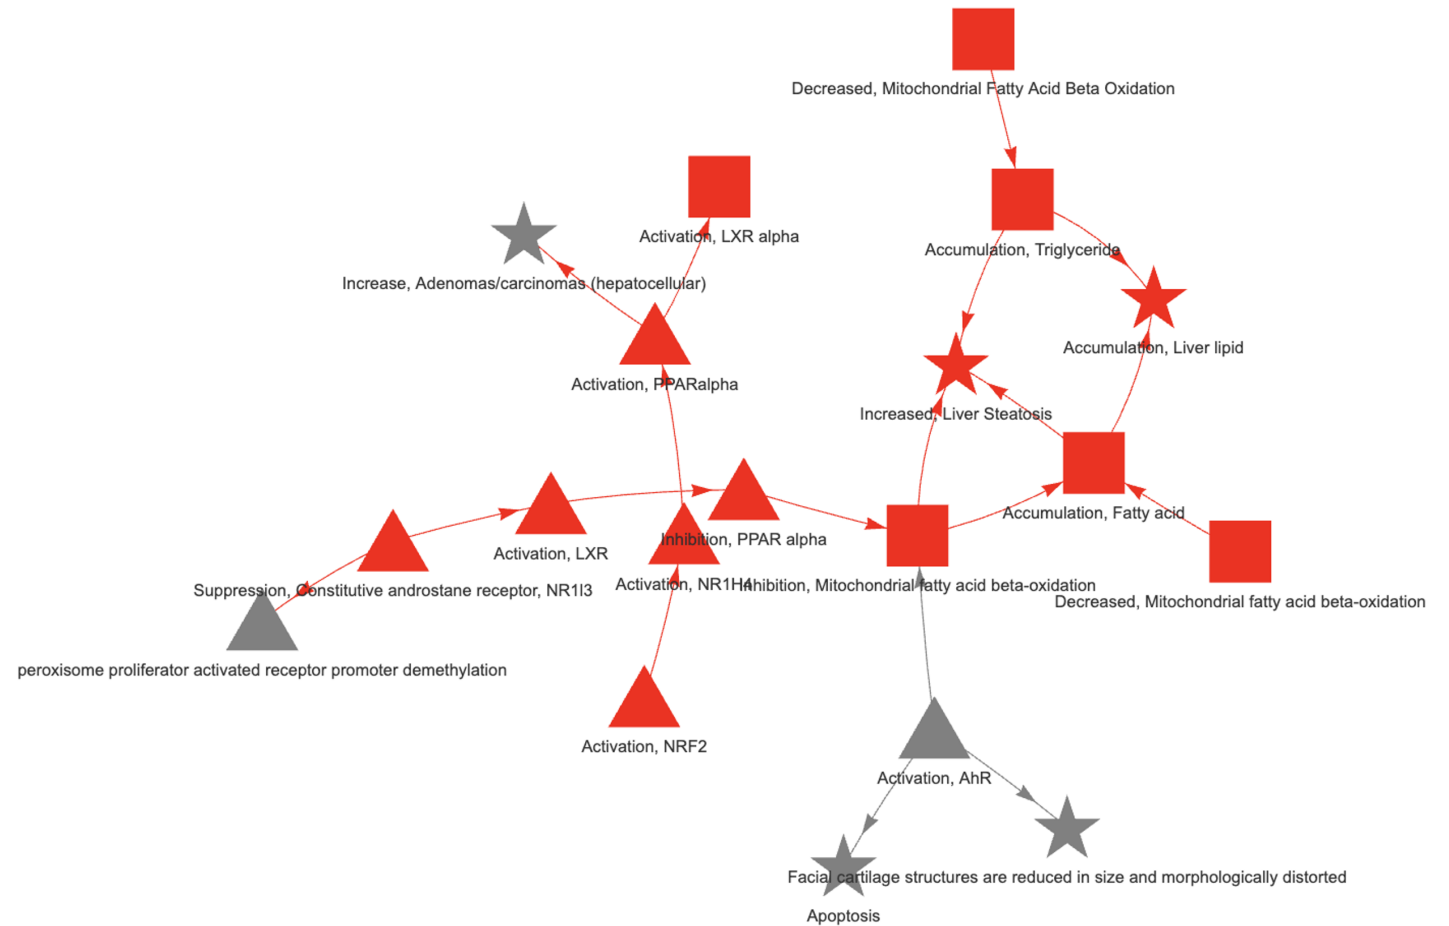 Decreased, Mitochondrial Fatty Acid Beta Oxidation
Activation, LXR alpha
Accumulation, Triglyceride
Increase, Adenomas/carcinomas (hepatocellular)
Accumulation, Liver lipid
Activation, PPARalpha
Increased, Liver Steatosis
Accumulation, Fatty acid
Inhibition, PPAR alpha
Activation, LXR
Activation, NR1H4
Inhibition, Mitochondrial fatty acid beta-oxidation
Suppression, Constitutive androstane receptor, NR1I3
Decreased, Mitochondrial fatty acid beta-oxidation
peroxisome proliferator activated receptor promoter demethylation
Activation, NRF2
Activation, AhR
Facial cartilage structures are reduced in size and morphologically distorted
Apoptosis